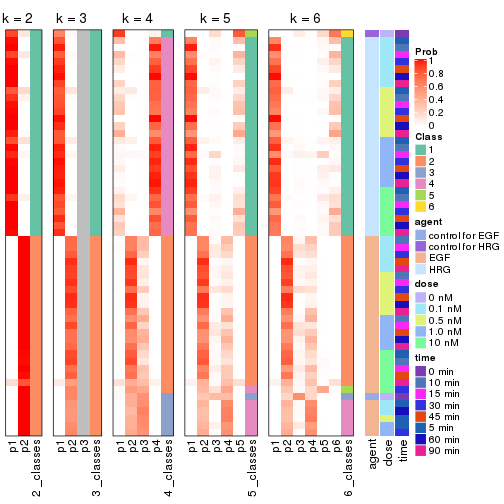 k = 2 k = 3 k = 4 k = 5 k = 6
Prob
1
0.8
0.6
0.4
0.2
0
Class
1
2
3
4
5
6
agent
control for EGF
control for HRG
EGF
HRG
dose
0 nM
0.1 nM
0.5 nM
1.0 nM
10 nM
time
0 min
10 min
15 min
30 min
45 min
5 min
60 min
90 min
p1
p2
2_classes
p1
p2
p3
3_classes
p1
p2
p3
p4
4_classes
p1
p2
p3
p4
p5
5_classes
p1
p2
p3
p4
p5
p6
6_classes
agent
dose
time